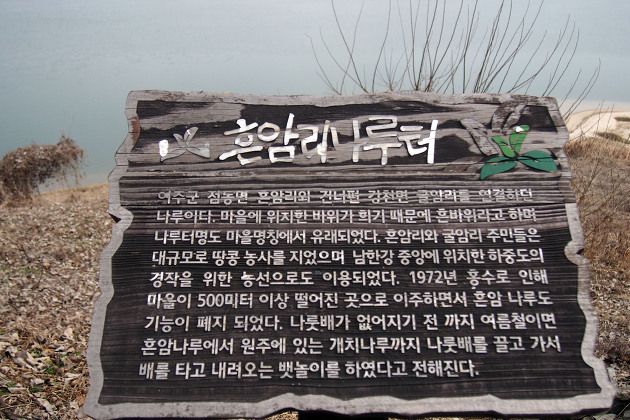 흔암리나루터
여주군 점동면 흔암리와 건너편 강천면 굴암리를 연결하던
나루이다. 마을에 위치한 바위가 희기 때문에 흔바위라고 하며
나루터명도 마을명칭에서 유래되었다. 흔암리와 굴암리 주민들은
대규모로 땅콩 농사를 지었으며 남한강 중앙에 위치한 하중도의
경작을 위한 농선으로도 이용되었다. 1972년 홍수로 인해
마을이 500미터 이상 떨어진 곳으로 이주하면서 흔암 나루도
기능이 폐지 되었다. 나룻배가 없어지기 전 까지 여름철이면
흔암나루에서 원주에 있는 개치나루까지 나룻배를 끌고 가서
배를 타고 내려오는 뱃놀이를 하였다고 전해진다.